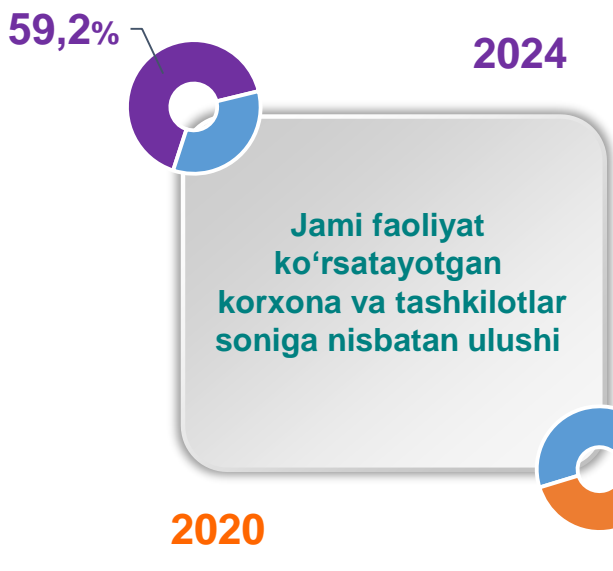 59,2%
2024
Jami faoliyat
ko‘rsatayotgan
korxona va tashkilotlar
soniga nisbatan ulushi
2020